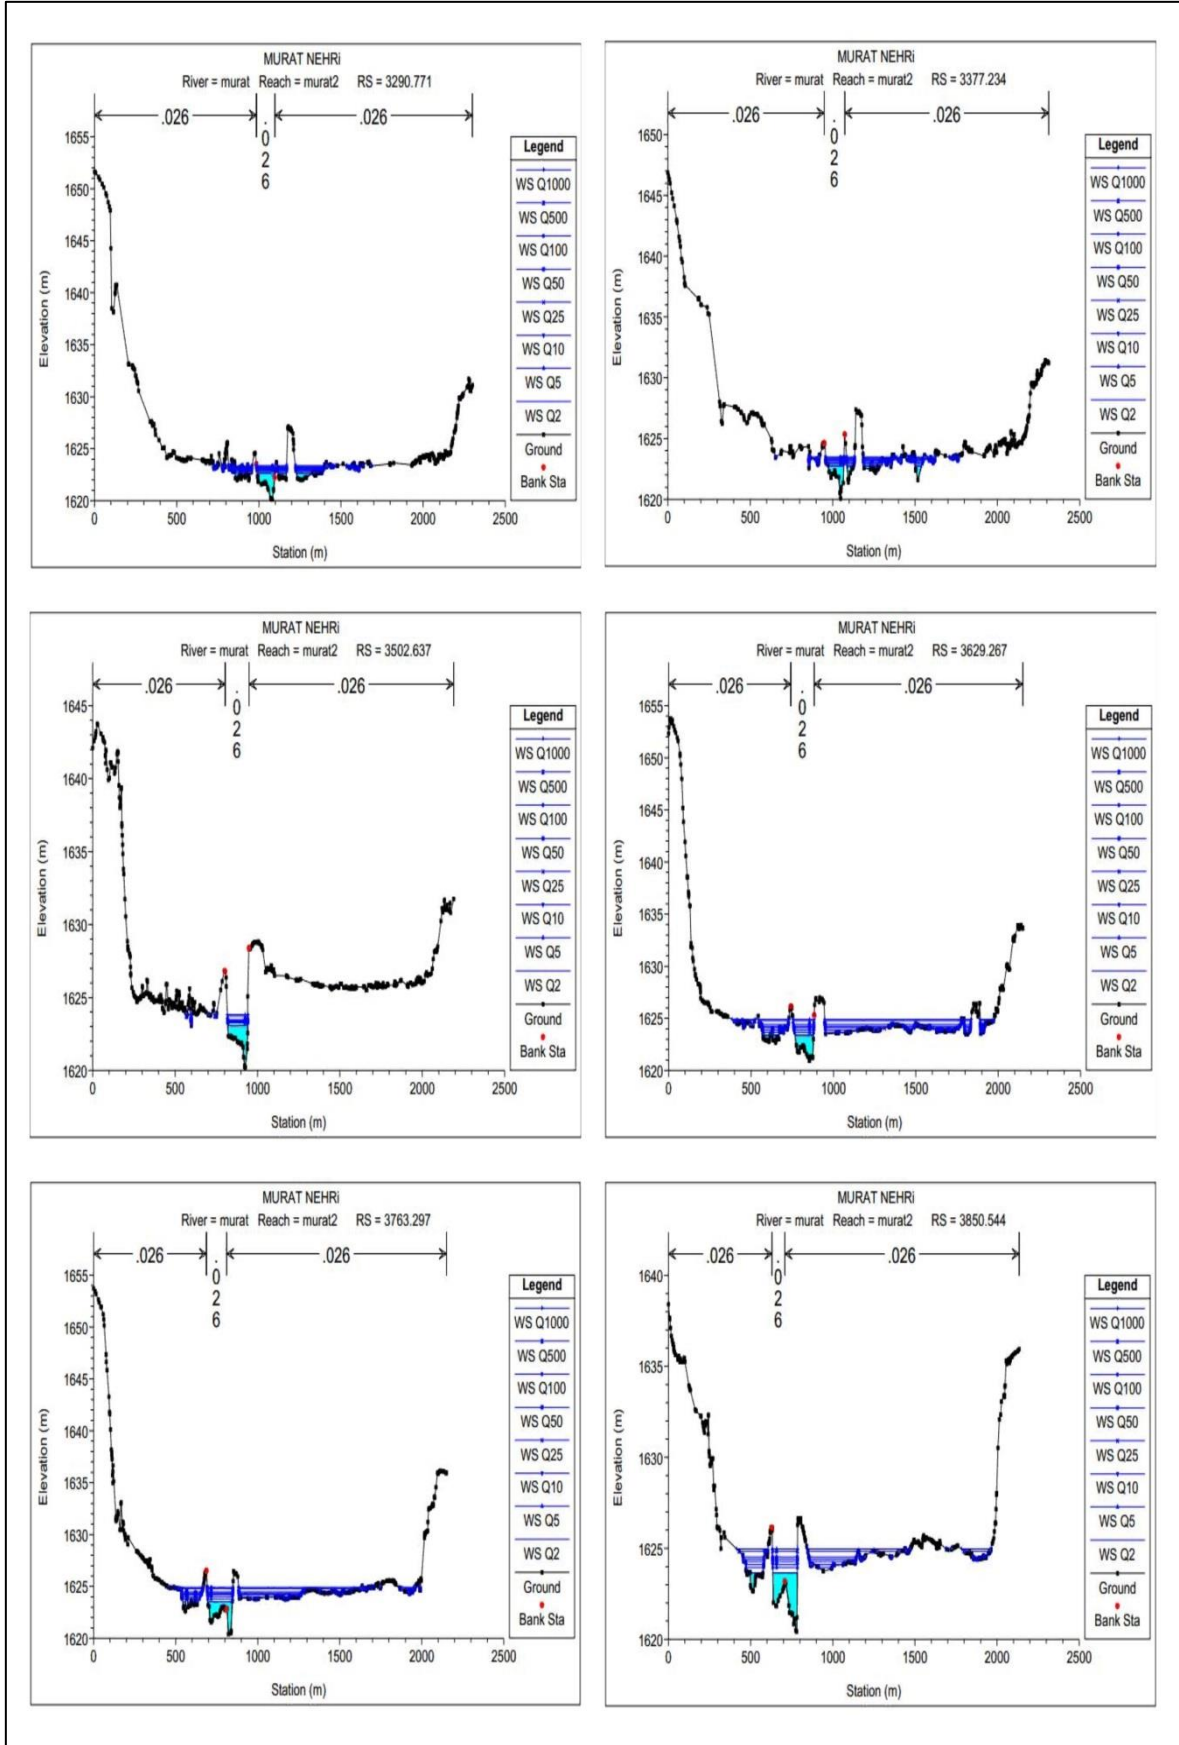 MURAT NEHRi
River = murat Reach = murat2 RS = 3290.771
.026
.026
.026
Elevation (m)
1655
1650
1645
1640
1635
1630
1625
1620
0 500 1000 1500 2000 2500
Station (m)
Legend
WS Q1000
WS Q500
WS Q100
WS Q50
WS Q25
WS Q10
WS Q5
WS Q2
Ground
Bank Sta
MURAT NEHRi
River = murat Reach = murat2 RS = 3377.234
.026
.026
.026
Elevation (m)
1650
1645
1640
1635
1630
1625
1620
0 500 1000 1500 2000 2500
Station (m)
Legend
WS Q1000
WS Q500
WS Q100
WS Q50
WS Q25
WS Q10
WS Q5
WS Q2
Ground
Bank Sta
MURAT NEHRi
River = murat Reach = murat2 RS = 3502.637
.026
.026
.026
Elevation (m)
1645
1640
1635
1630
1625
1620
0 500 1000 1500 2000 2500
Station (m)
Legend
WS Q1000
WS Q500
WS Q100
WS Q50
WS Q25
WS Q10
WS Q5
WS Q2
Ground
Bank Sta
MURAT NEHRi
River = murat Reach = murat2 RS = 3629.267
.026
.026
.026
Elevation (m)
1655
1650
1645
1640
1635
1630
1625
1620
0 500 1000 1500 2000 2500
Station (m)
Legend
WS Q1000
WS Q500
WS Q100
WS Q50
WS Q25
WS Q10
WS Q5
WS Q2
Ground
Bank Sta
MURAT NEHRi
River = murat Reach = murat2 RS = 3763.297
.026
.026
.026
Elevation (m)
1655
1650
1645
1640
1635
1630
1625
1620
0 500 1000 1500 2000 2500
Station (m)
Legend
WS Q1000
WS Q500
WS Q100
WS Q50
WS Q25
WS Q10
WS Q5
WS Q2
Ground
Bank Sta
MURAT NEHRi
River = murat Reach = murat2 RS = 3850.544
.026
.026
.026
Elevation (m)
1640
1635
1630
1625
1620
0 500 1000 1500 2000 2500
Station (m)
Legend
WS Q1000
WS Q500
WS Q100
WS Q50
WS Q25
WS Q10
WS Q5
WS Q2
Ground
Bank Sta